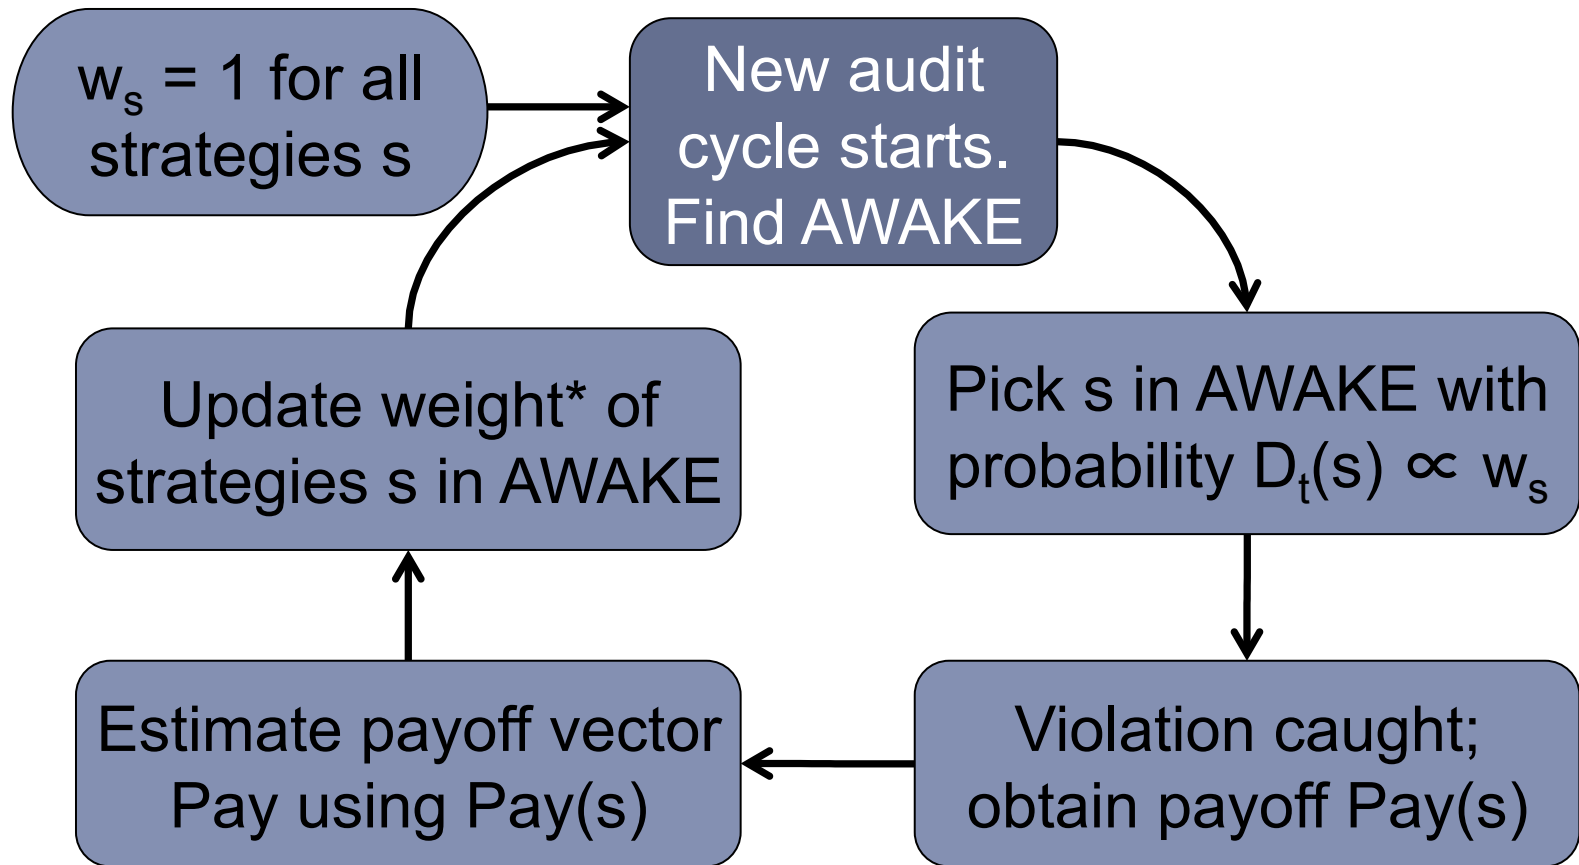 wₛ = 1 for all
strategies s
New audit
cycle starts.
Find AWAKE
Pick s in AWAKE with
probability Dₜ(s) ∝ wₛ
Violation caught;
obtain payoff Pay(s)
Estimate payoff vector
Pay using Pay(s)
Update weight* of
strategies s in AWAKE